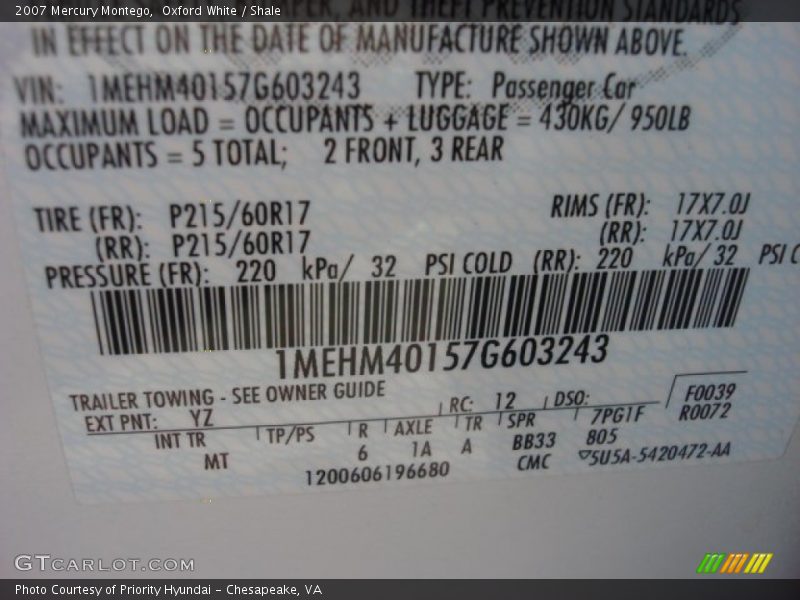 2007 Mercury Montego, Oxford White / Shale
AND THEFT PREVENTION STANDARDS
IN EFFECT ON THE DATE OF MANUFACTURE SHOWN ABOVE.
VIN: 1MEHM40157G603243 TYPE: Passenger Car
MAXIMUM LOAD = OCCUPANTS + LUGGAGE = 430KG/ 950LB
OCCUPANTS = 5 TOTAL; 2 FRONT, 3 REAR
TIRE (FR): P215/60R17 RIMS (FR): 17X7.0J
(RR): P215/60R17 (RR): 17X7.0J
PRESSURE (FR): 220 kPa/ 32 PSI COLD (RR): 220 kPa/ 32 PSI C
1MEHM40157G603243
TRAILER TOWING - SEE OWNER GUIDE
EXT PNT: YZ RC: 12 DSO: F0039
R0072
INT TR TP/PS R AXLE TR SPR 7PG1F
MT 6 1A A BB33 805
1200606196680 CMC 5U5A-5420472-AA
GTCARLOT.COM
Photo Courtesy of Priority Hyundai – Chesapeake, VA